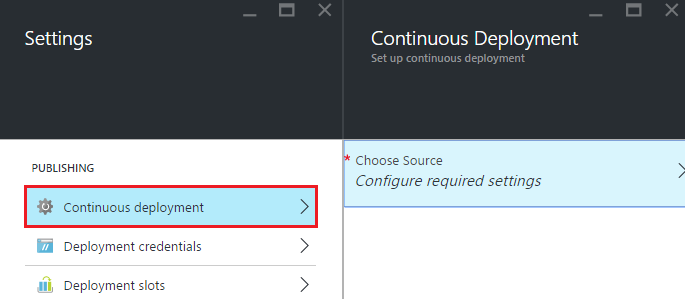 Settings
PUBLISHING
Continuous deployment
Deployment credentials
Deployment slots
Continuous Deployment
Set up continuous deployment
* Choose Source
Configure required settings